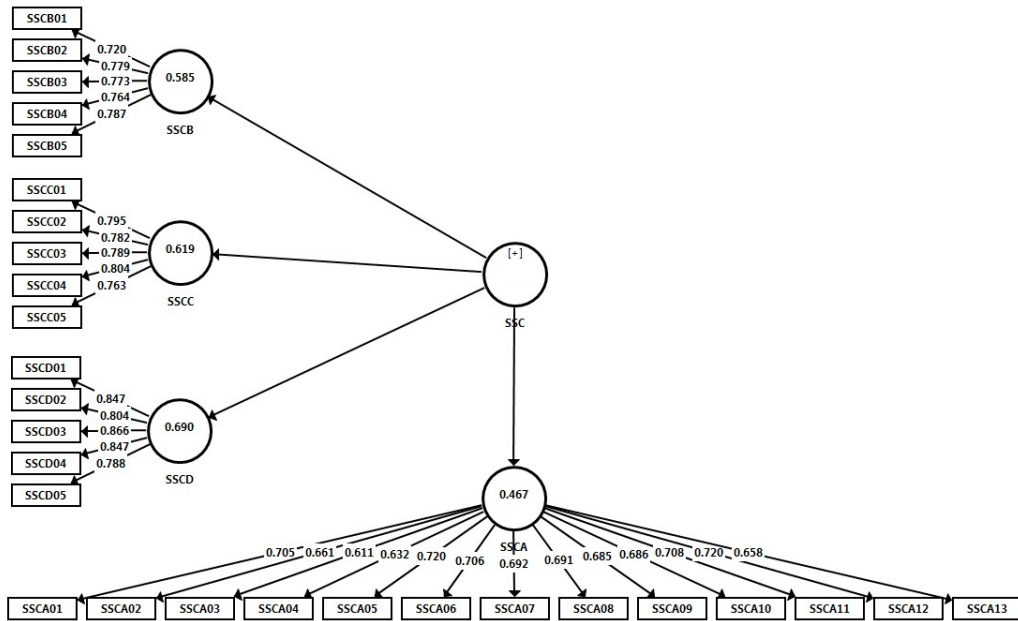 SSCB01
SSCB02
SSCB03
SSCB04
SSCB05
0.720
0.779
0.773
0.764
0.787
0.585
SSCB
SSCC01
SSCC02
SSCC03
SSCC04
SSCC05
0.795
0.782
0.789
0.804
0.763
0.619
SSCC
[+]
SSC
SSCD01
SSCD02
SSCD03
SSCD04
SSCD05
0.847
0.804
0.866
0.847
0.788
0.690
SSCD
0.467
SSCA
0.705 0.661 0.611 0.632 0.720 0.706 0.692 0.691 0.685 0.686 0.708 0.720 0.658
SSCA01 SSCA02 SSCA03 SSCA04 SSCA05 SSCA06 SSCA07 SSCA08 SSCA09 SSCA10 SSCA11 SSCA12 SSCA13